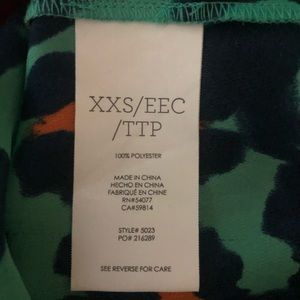 XXS/EEC
/TTP
100% POLYESTER
MADE IN CHINA
HECHO EN CHINA
FABRIQUÉ EN CHINE
RN#54077
CA#59814
STYLE# 5023
PO# 216289
SEE REVERSE FOR CARE